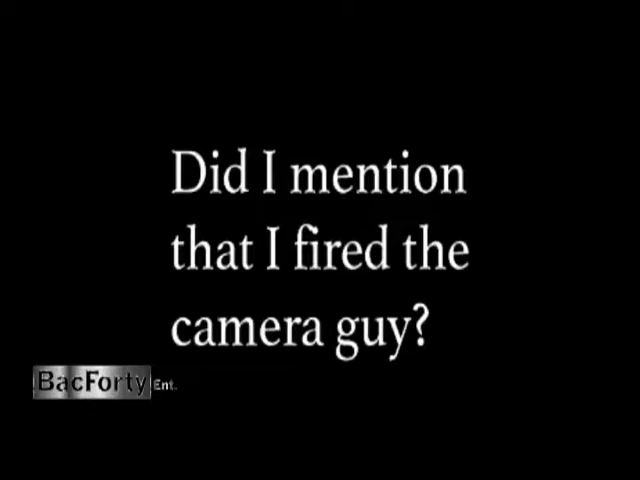 Did I mention
that I fired the
camera guy?
BacForty Ent.